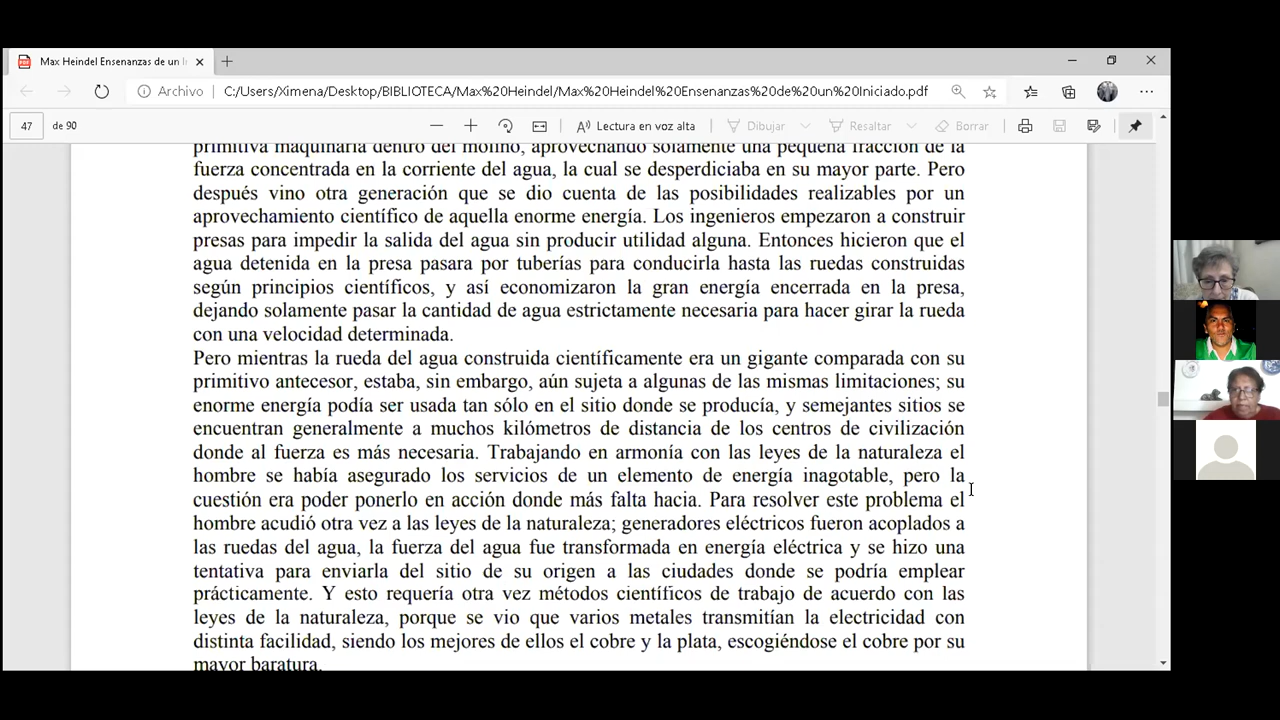 Max Heindel Ensenanzas de un I
Archivo
C:/Users/Ximena/Desktop/BIBLIOTECA/Max%20Heindel/Max%20Heindel%20Ensenanzas%20de%20un%20Iniciado.pdf
47 de 90
Lectura en voz alta
Dibujar
Resaltar
Borrar
primitiva maquinaria dentro del molino, aprovechando solamente una pequeña fracción de la
fuerza concentrada en la corriente del agua, la cual se desperdiciaba en su mayor parte. Pero
después vino otra generación que se dio cuenta de las posibilidades realizables por un
aprovechamiento científico de aquella enorme energía. Los ingenieros empezaron a construir
presas para impedir la salida del agua sin producir utilidad alguna. Entonces hicieron que el
agua detenida en la presa pasara por tuberías para conducirla hasta las ruedas construidas
según principios científicos, y así economizaron la gran energía encerrada en la presa,
dejando solamente pasar la cantidad de agua estrictamente necesaria para hacer girar la rueda
con una velocidad determinada.
Pero mientras la rueda del agua construida científicamente era un gigante comparada con su
primitivo antecesor, estaba, sin embargo, aún sujeta a algunas de las mismas limitaciones; su
enorme energía podía ser usada tan sólo en el sitio donde se producía, y semejantes sitios se
encuentran generalmente a muchos kilómetros de distancia de los centros de civilización
donde al fuerza es más necesaria. Trabajando en armonía con las leyes de la naturaleza el
hombre se había asegurado los servicios de un elemento de energía inagotable, pero la
cuestión era poder ponerlo en acción donde más falta hacia. Para resolver este problema el
hombre acudió otra vez a las leyes de la naturaleza; generadores eléctricos fueron acoplados a
las ruedas del agua, la fuerza del agua fue transformada en energía eléctrica y se hizo una
tentativa para enviarla del sitio de su origen a las ciudades donde se podría emplear
prácticamente. Y esto requería otra vez métodos científicos de trabajo de acuerdo con las
leyes de la naturaleza, porque se vio que varios metales transmitían la electricidad con
distinta facilidad, siendo los mejores de ellos el cobre y la plata, escogiéndose el cobre por su
mayor baratura.